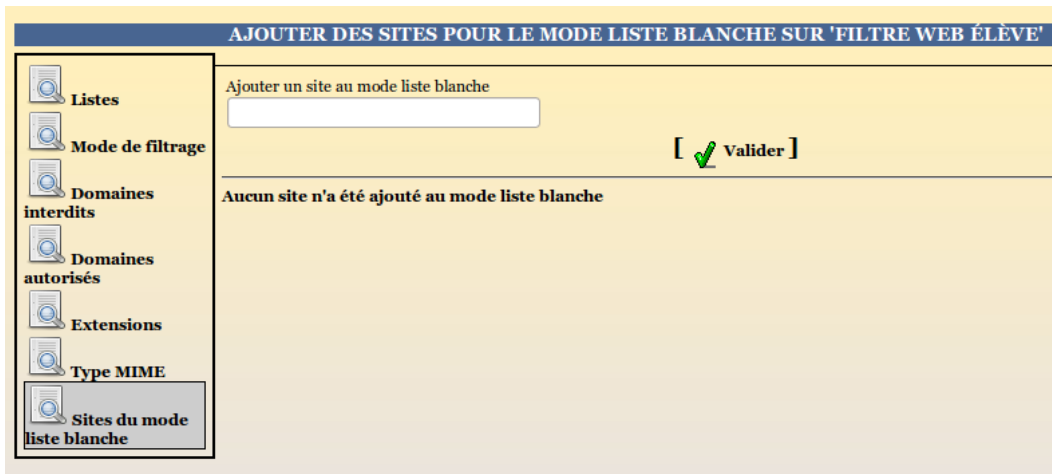 AJOUTER DES SITES POUR LE MODE LISTE BLANCHE SUR 'FILTRE WEB ÉLÈVE'
Listes
Mode de filtrage
Domaines
interdits
Domaines
autorisés
Extensions
Type MIME
Sites du mode
liste blanche
Ajouter un site au mode liste blanche
[ Valider ]
Aucun site n'a été ajouté au mode liste blanche